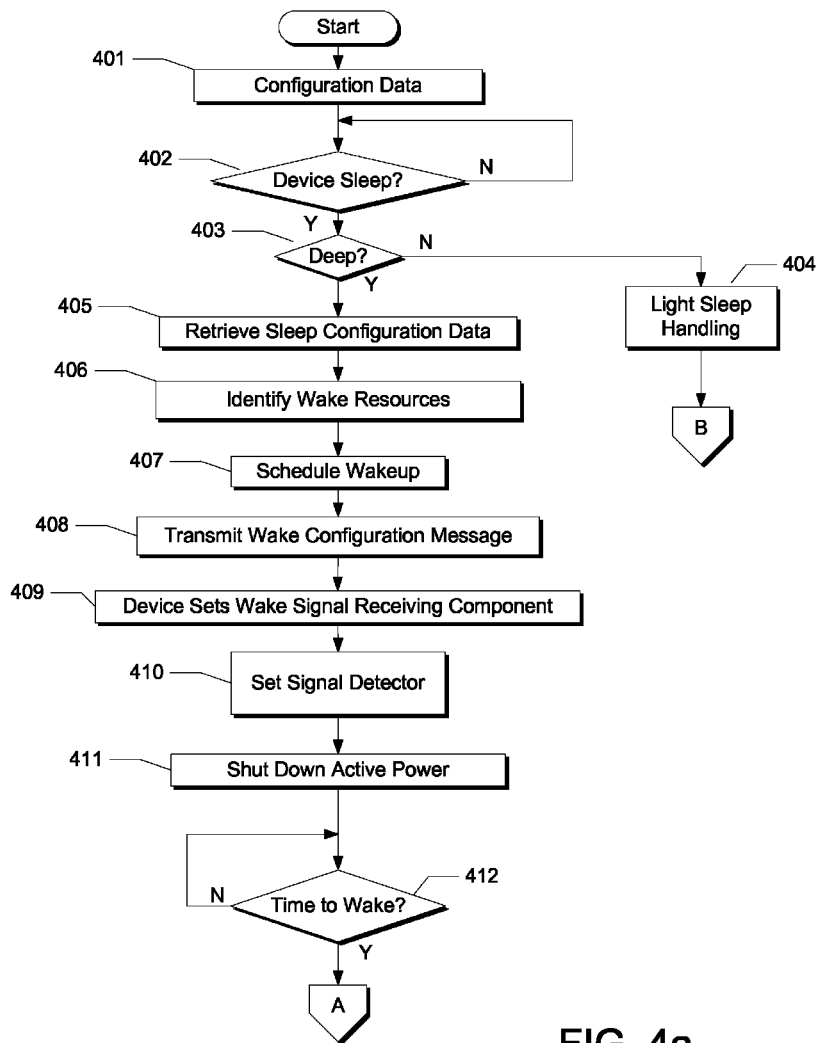 Start
401
Configuration Data
402
Device Sleep?
N
Y
403
Deep?
N
Y
404
Light Sleep
Handling
B
405
Retrieve Sleep Configuration Data
406
Identify Wake Resources
407
Schedule Wakeup
408
Transmit Wake Configuration Message
409
Device Sets Wake Signal Receiving Component
410
Set Signal Detector
411
Shut Down Active Power
412
N
Time to Wake?
Y
A
FIG. 4a